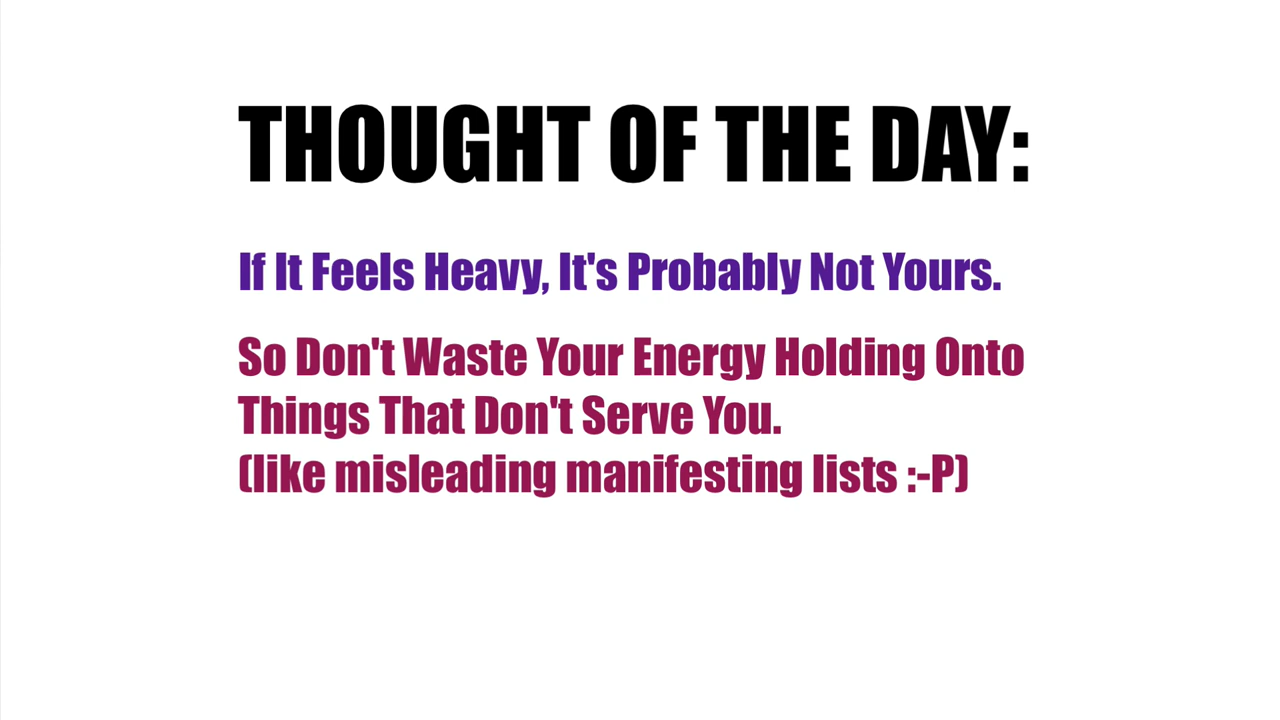 THOUGHT OF THE DAY:
If It Feels Heavy, It's Probably Not Yours.
So Don't Waste Your Energy Holding Onto
Things That Don't Serve You.
(like misleading manifesting lists :-P)